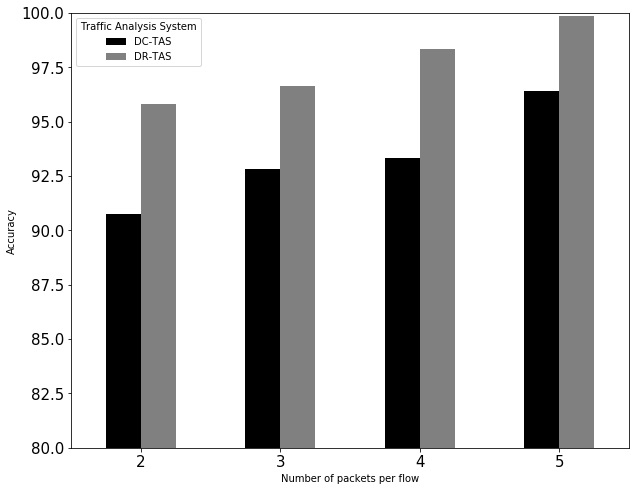 Traffic Analysis System
DC-TAS
DR-TAS
100.0
97.5
95.0
92.5
90.0
87.5
85.0
82.5
80.0
Accuracy
2 3 4 5
Number of packets per flow